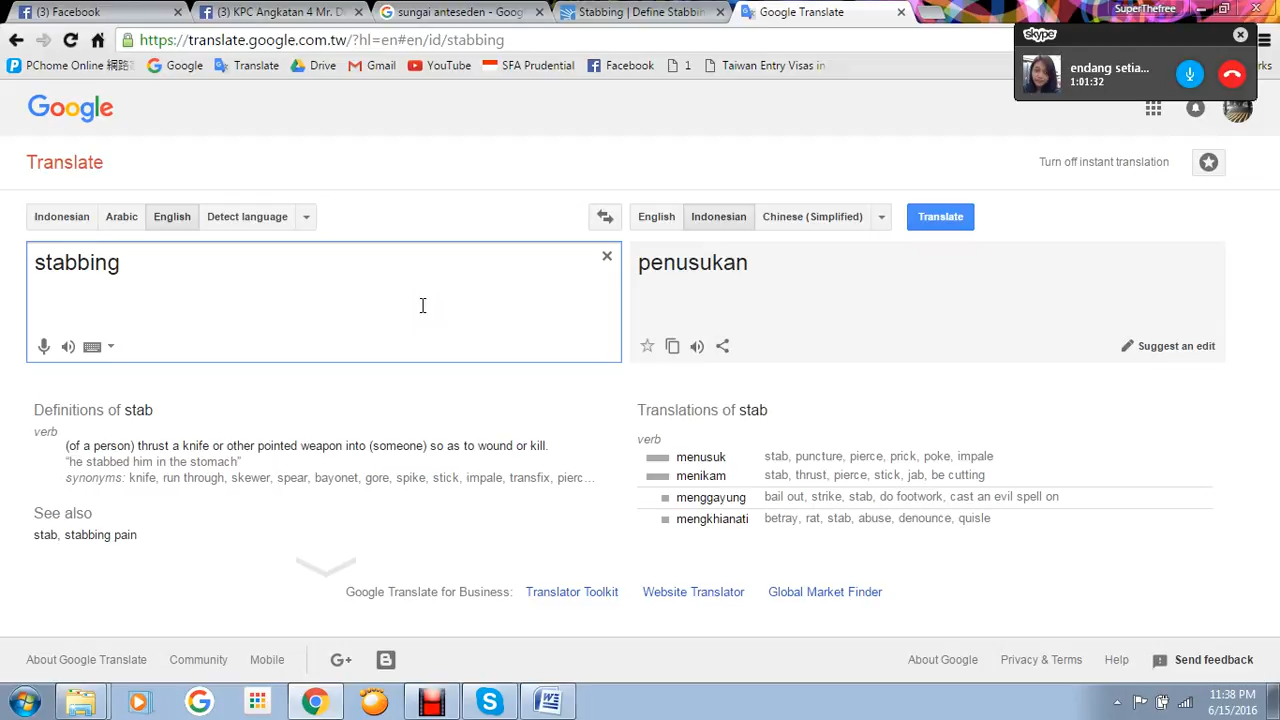 (3) Facebook
(3) KPC Angkatan 4 Mr. D
sungai antesenen - Goog
Stabbing | Define Stabbin
Google Translate
SuperThefree
https://translate.google.com.tw/?hl=en#en/id/stabbing
PChome Online
Google
Translate
Drive
Gmail
YouTube
SFA Prudential
Facebook
1
Taiwan Entry Visas in
rks
skype
endang setia...
1:01:32
Google
Translate
Turn off instant translation
Indonesian
Arabic
English
Detect language
English
Indonesian
Chinese (Simplified)
Translate
stabbing
penusukan
Suggest an edit
Definitions of stab
verb
(of a person) thrust a knife or other pointed weapon into (someone) so as to wound or kill.
"he stabbed him in the stomach"
synonyms: knife, run through, skewer, spear, bayonet, gore, spike, stick, impale, transfix, pierc...
See also
stab, stabbing pain
Translations of stab
verb
menusuk stab, puncture, pierce, prick, poke, impale
menikam stab, thrust, pierce, stick, jab, be cutting
menggayung bail out, strike, stab, do footwork, cast an evil spell on
mengkhianati betray, rat, stab, abuse, denounce, quisle
Google Translate for Business: Translator Toolkit Website Translator Global Market Finder
About Google Translate Community Mobile G+ About Google Privacy & Terms Help Send feedback
11:38 PM
6/15/2016